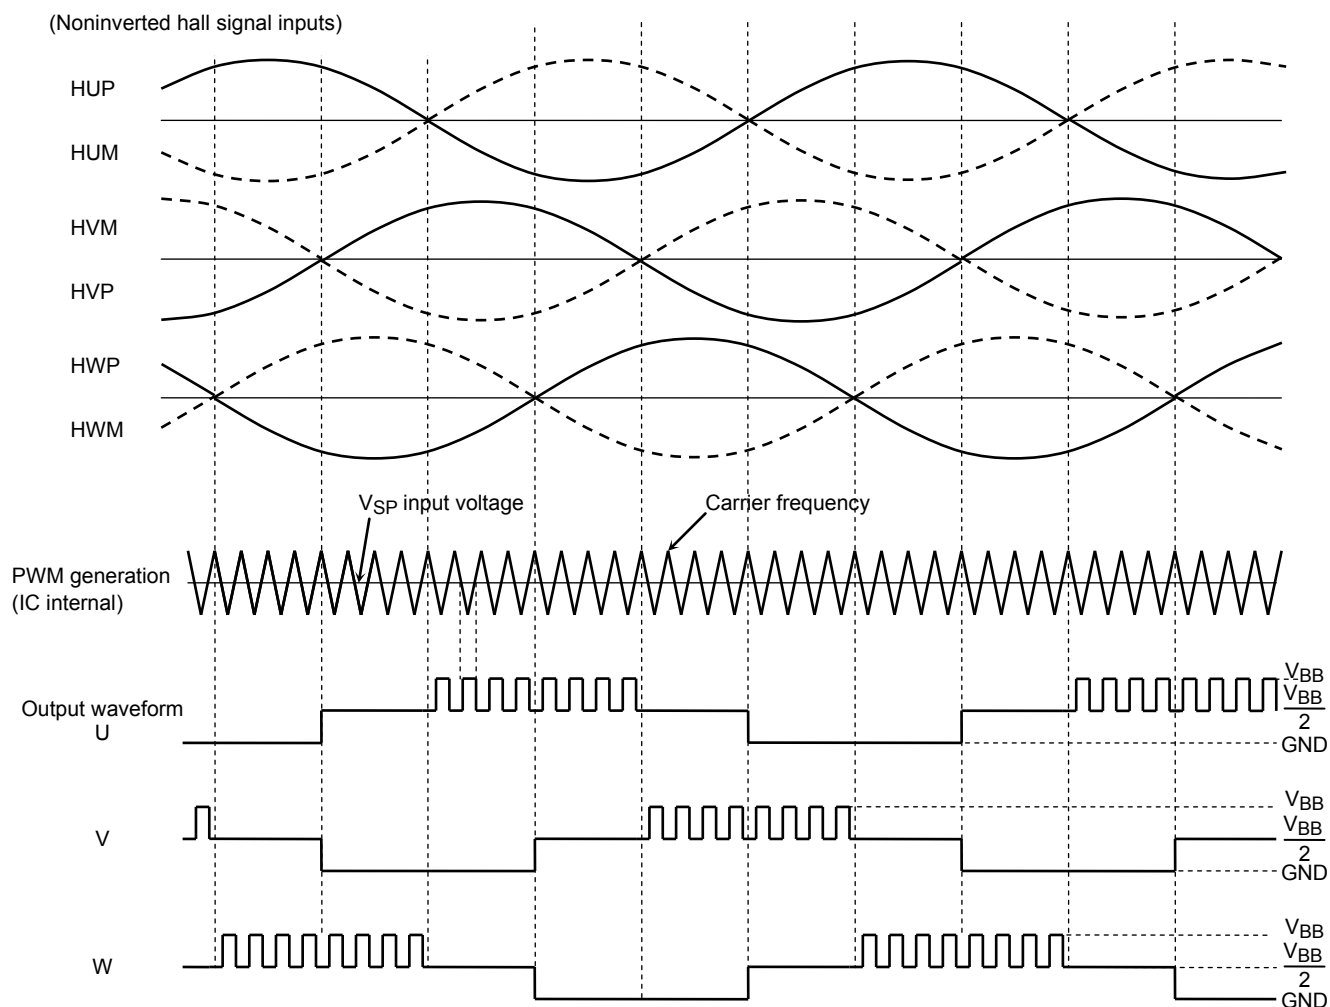 (Noninverted hall signal inputs)
HUP
HUM
HVM
HVP
HWP
HWM
VSP input voltage
Carrier frequency
PWM generation
(IC internal)
Output waveform
U
VBB
VBB
2
GND
V
VBB
VBB
2
GND
W
VBB
VBB
2
GND